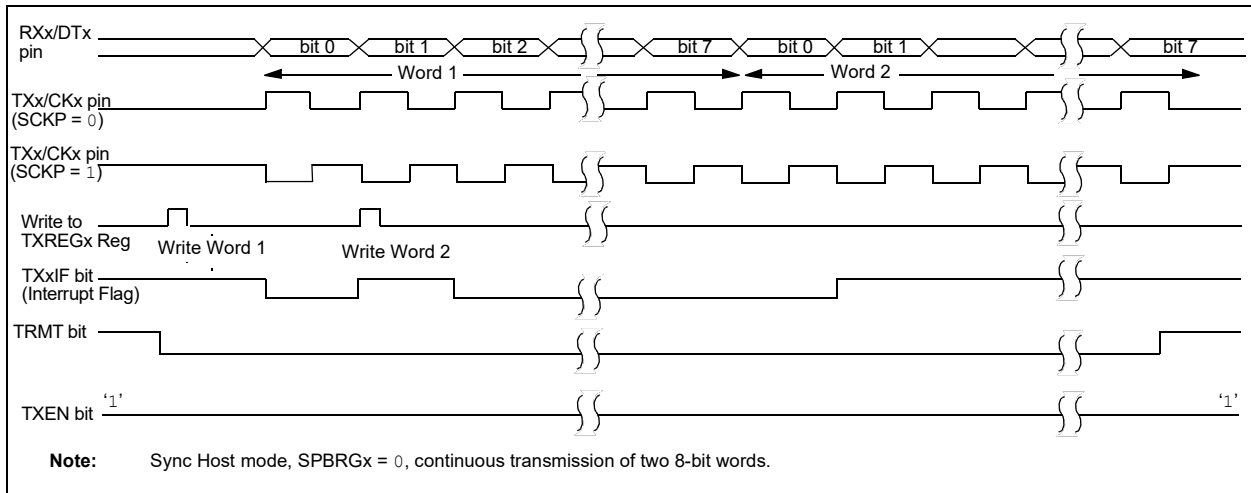 RXx/DTx
pin
bit 0 bit 1 bit 2 bit 7 bit 0 bit 1 bit 7
Word 1 Word 2
TXx/CKx pin
(SCKP = 0)
TXx/CKx pin
(SCKP = 1)
Write to
TXREGx Reg
Write Word 1 Write Word 2
TXxIF bit
(Interrupt Flag)
TRMT bit
‘1’ ‘1’
TXEN bit
Note: Sync Host mode, SPBRGx = 0, continuous transmission of two 8-bit words.